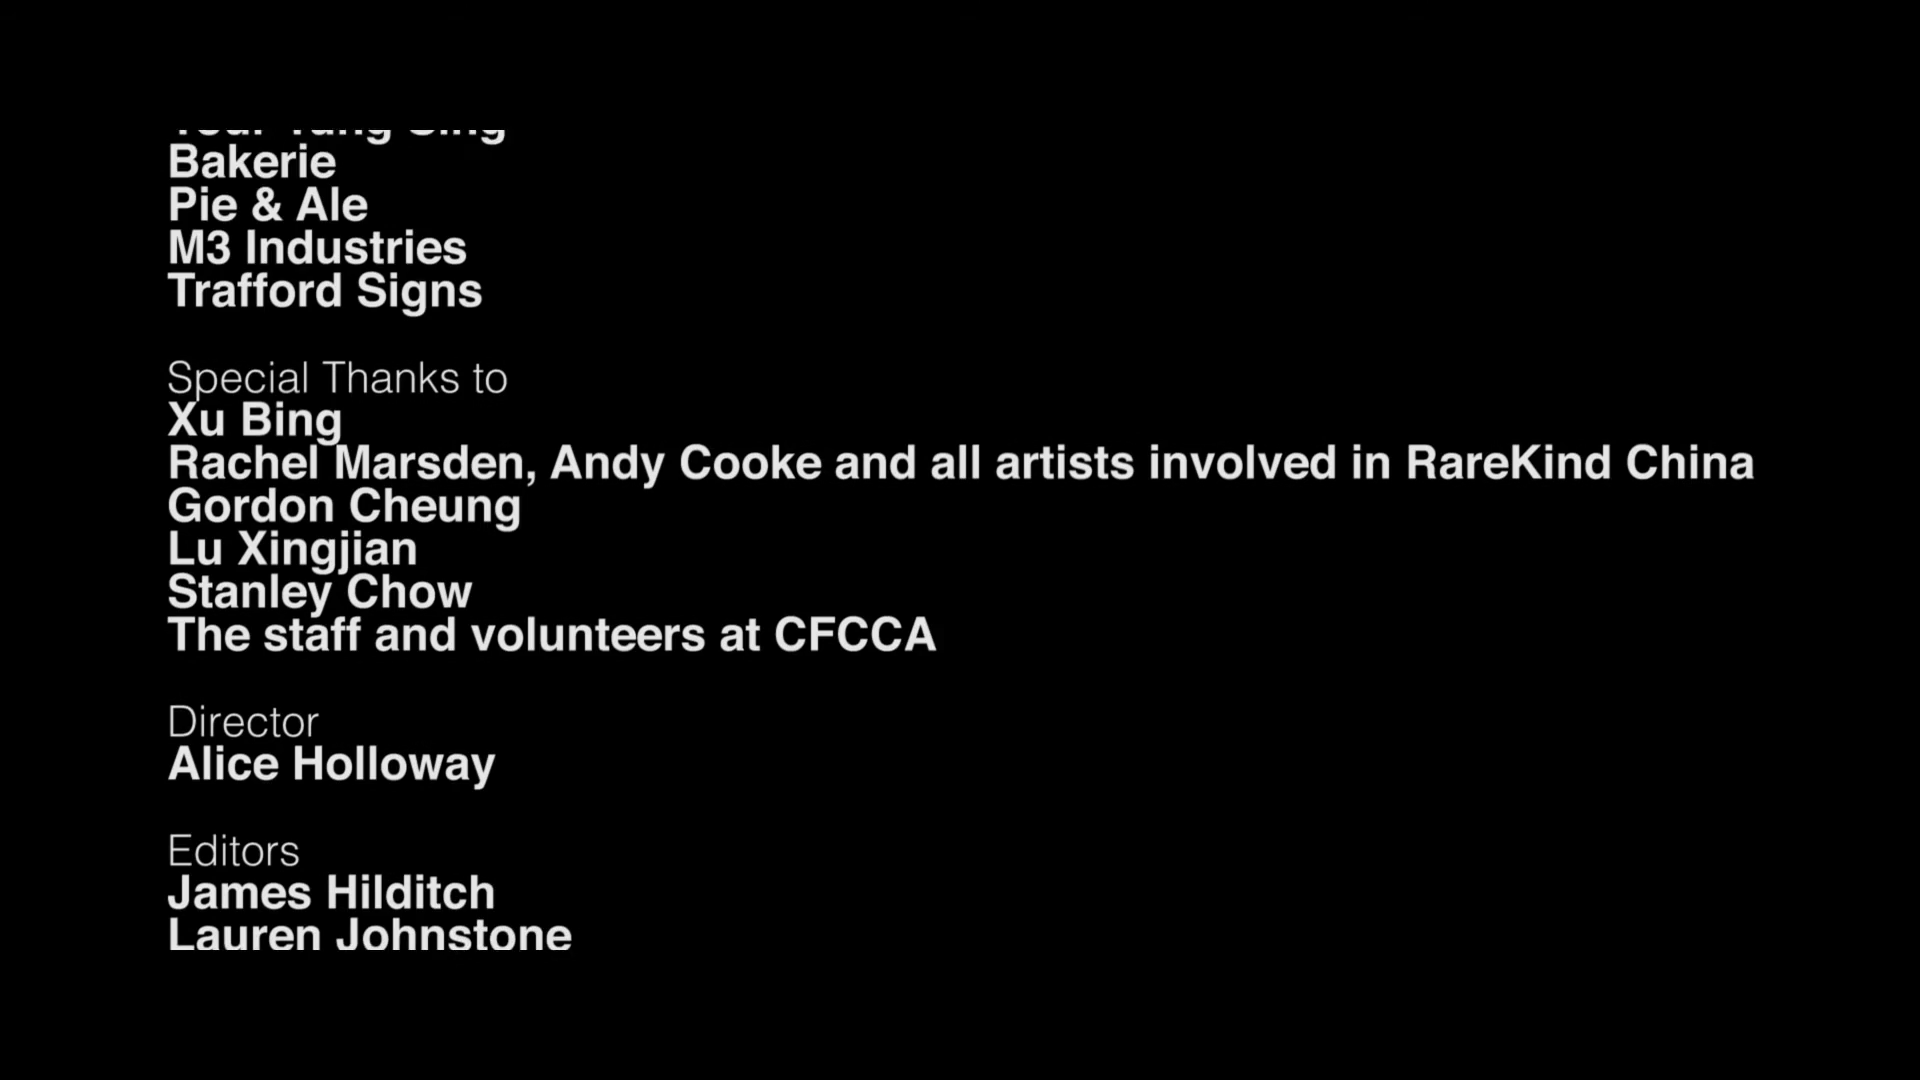 Bakerie
Pie & Ale
M3 Industries
Trafford Signs
Special Thanks to
Xu Bing
Rachel Marsden, Andy Cooke and all artists involved in RareKind China
Gordon Cheung
Lu Xingjian
Stanley Chow
The staff and volunteers at CFCCA
Director
Alice Holloway
Editors
James Hilditch
Lauren Johnstone